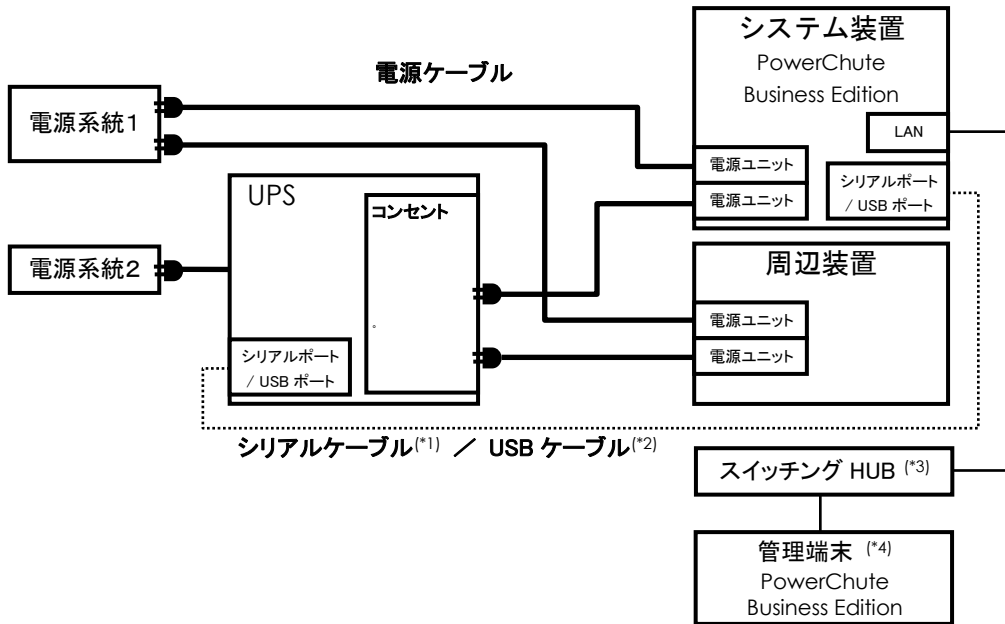 システム装置
PowerChute
Business Edition
電源ケーブル
電源系統1
LAN
電源ユニット
シリアルポート
/ USB ポート
電源ユニット
UPS
コンセント
電源系統2
周辺装置
電源ユニット
。
シリアルポート
/ USB ポート
電源ユニット
シリアルケーブル(*1) / USB ケーブル(*2)
スイッチング HUB (*3)
管理端末 (*4)
PowerChute
Business Edition